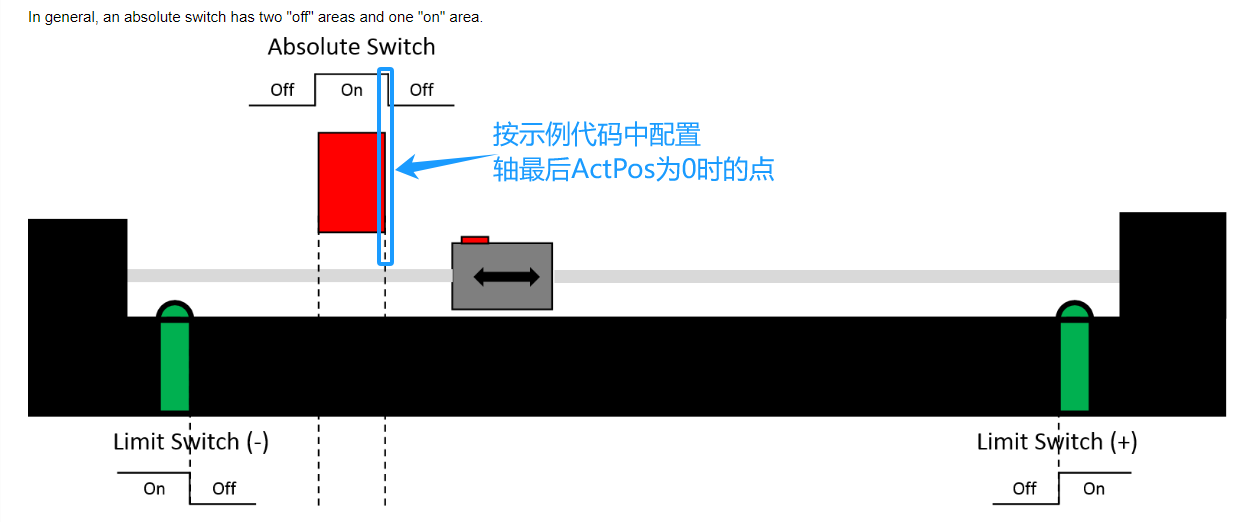 In general, an absolute switch has two "off" areas and one "on" area.
Absolute Switch
Off On Off
按示例代码中配置
轴最后ActPos为0时的点
Limit Switch (-)
Limit Switch (+)
On Off
Off On